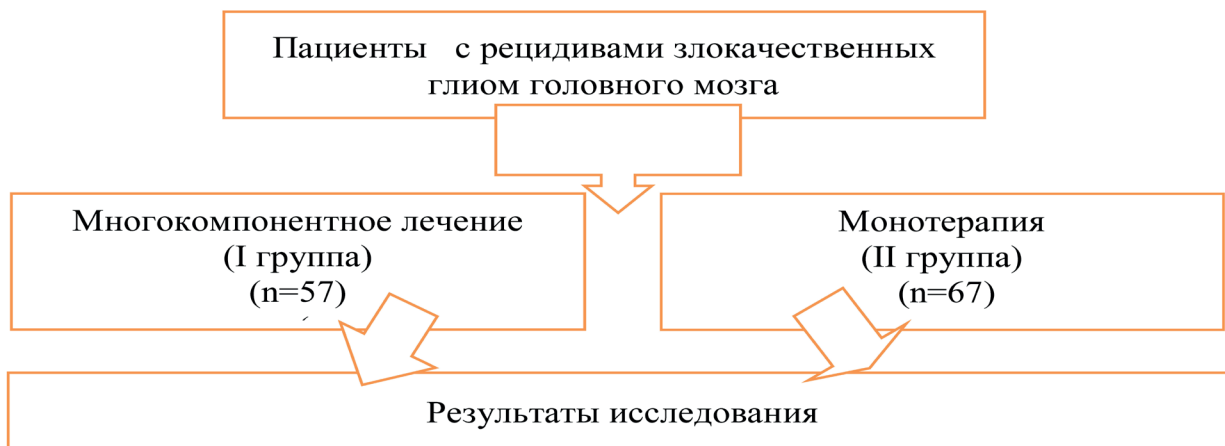 Пациенты с рецидивами злокачественных
глиом головного мозга
Многокомпонентное лечение
(I группа)
(n=57)
Монотерапия
(II группа)
(n=67)
Результаты исследования